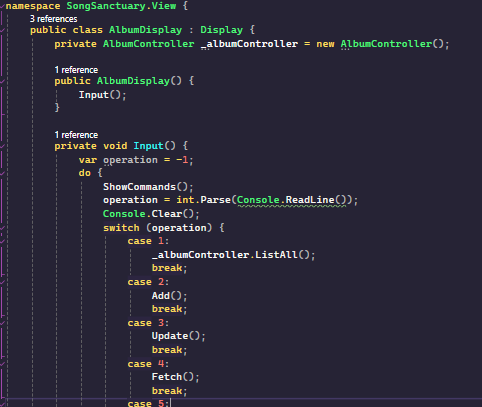 namespace SongSanctuary.View {
3 references
public class AlbumDisplay : Display {
private AlbumController _albumController = new AlbumController();
1 reference
public AlbumDisplay() {
Input();
}
1 reference
private void Input() {
var operation = -1;
do {
ShowCommands();
operation = int.Parse(Console.ReadLine());
Console.Clear();
switch (operation) {
case 1:
_albumController.ListAll();
break;
case 2:
Add();
break;
case 3:
Update();
break;
case 4:
Fetch();
break;
case 5: